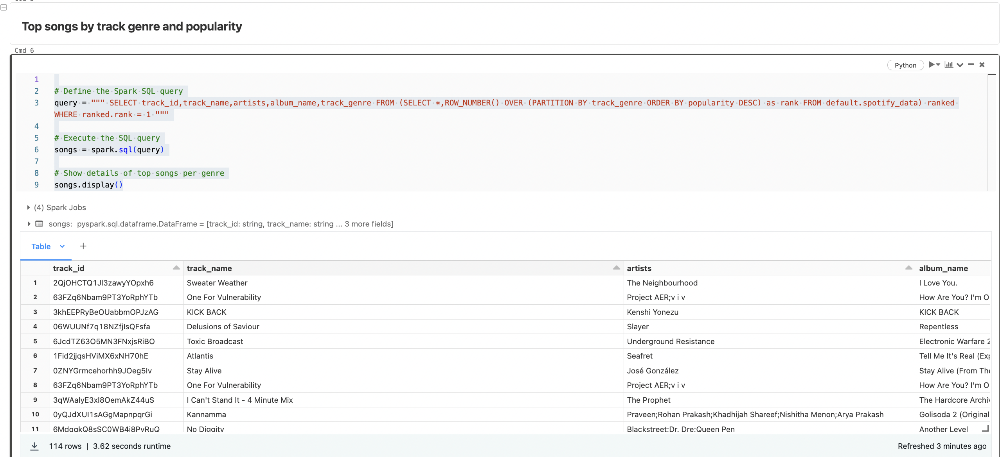 Top songs by track genre and popularity
Cmd 6
Python
1
2 # Define the Spark SQL query
3 query = """ SELECT track_id,track_name,artists,album_name,track_genre FROM (SELECT *,ROW_NUMBER() OVER (PARTITION BY track_genre ORDER BY popularity DESC) as rank FROM default.spotify_data) ranked
WHERE ranked.rank = 1 """
4
5 # Execute the SQL query
6 songs = spark.sql(query)
7
8 # Show details of top songs per genre
9 songs.display()
(4) Spark Jobs
songs: pyspark.sql.dataframe.DataFrame = [track_id: string, track_name: string ... 3 more fields]
Table +
track_id track_name artists album_name
1 2QjOHCTQ1Jl3zawyYOpxh6 Sweater Weather The Neighbourhood I Love You.
2 63FZq6Nbam9PT3YoRphYTb One For Vulnerability Project AER;v i v How Are You? I'm O
3 3khEEPRyBeOUabbmOPJzAG KICK BACK Kenshi Yonezu KICK BACK
4 06WUUNf7q18NZfjIsQFsfa Delusions of Saviour Slayer Repentless
5 6JcdTZ63O5MN3FNxjsRiBO Toxic Broadcast Underground Resistance Electronic Warfare 2
6 1Fid2jjqsHViMX6xNH70hE Atlantis Seafret Tell Me It's Real (Exp
7 0ZNYGrmcehorhh9JOeg5Iv Stay Alive José González Stay Alive (From The
8 63FZq6Nbam9PT3YoRphYTb One For Vulnerability Project AER;v i v How Are You? I'm O
9 3qWAalyE3xI8OemAkZ44uS I Can't Stand It - 4 Minute Mix The Prophet The Hardcore Archiv
10 0yQJdXUI1sAGgMapnpqrGi Kannamma Praveen;Rohan Prakash;Khadhijah Shareef;Nishitha Menon;Arya Prakash Golisoda 2 (Original
11 6MdqqkQ8sSC0WB4i8PyRuQ No Diggity Blackstreet;Dr. Dre;Queen Pen Another Level
114 rows | 3.62 seconds runtime
Refreshed 3 minutes ago